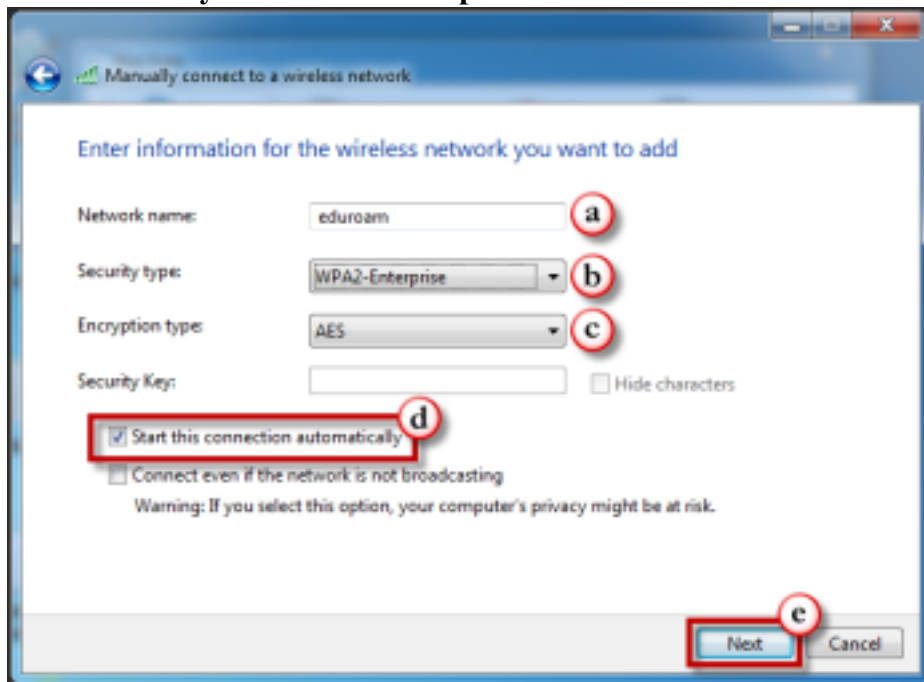 Manually connect to a wireless network
Enter information for the wireless network you want to add
Network name: eduroam a
Security type: WPA2-Enterprise b
Encryption type: AES c
Security Key: Hide characters
d
Start this connection automatically
Connect even if the network is not broadcasting
Warning: If you select this option, your computer's privacy might be at risk.
e
Next Cancel